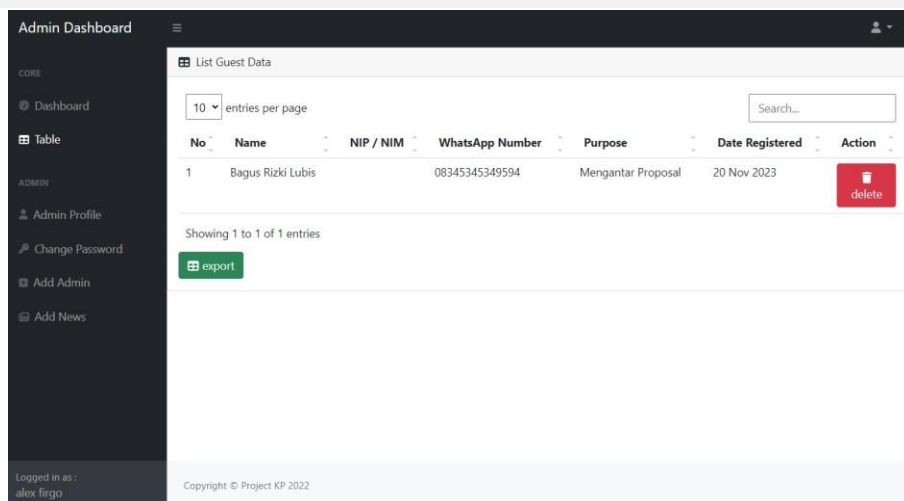 Admin Dashboard
CORE
Dashboard
Table
ADMIN
Admin Profile
Change Password
Add Admin
Add News
Logged in as :
alex firgo
List Guest Data
10 entries per page
Search...
No Name NIP / NIM WhatsApp Number Purpose Date Registered Action
1 Bagus Rizki Lubis 08345345349594 Mengantar Proposal 20 Nov 2023 delete
Showing 1 to 1 of 1 entries
export
Copyright © Project KP 2022